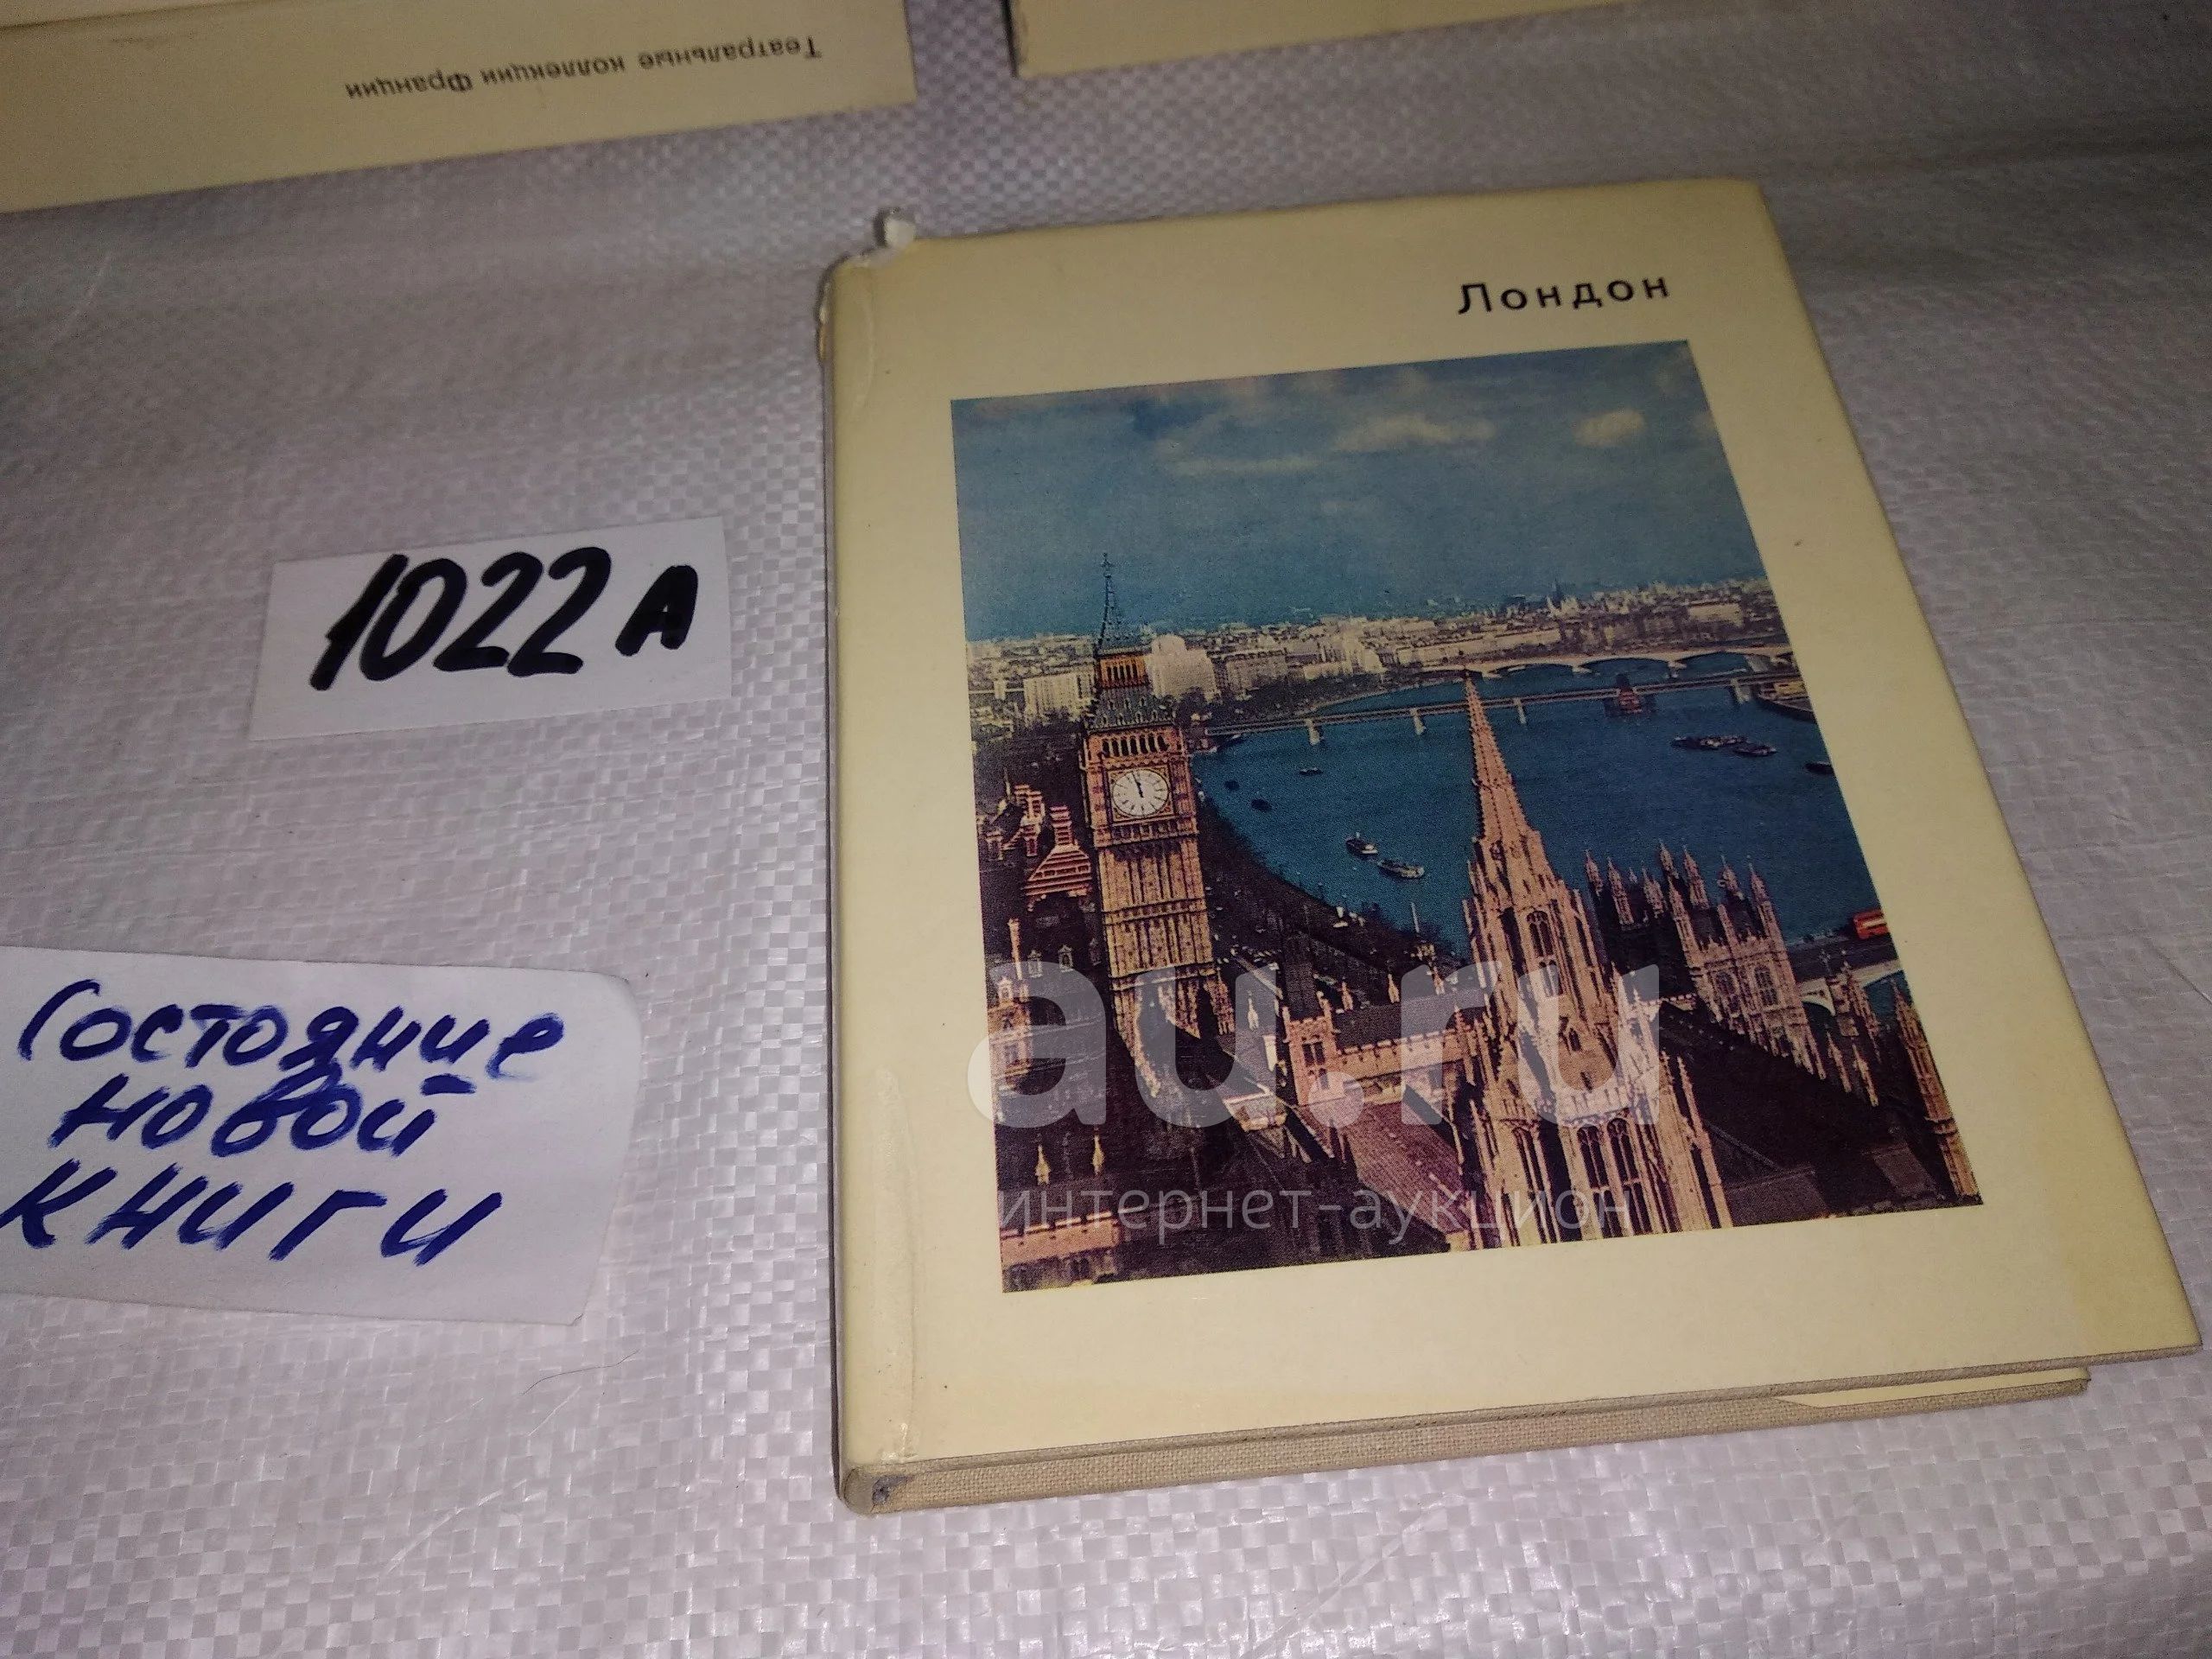 Театральные коллекции Франции
Лондон
1022 А
Состояние
новой
книги
au.ru
интернет-аукцион